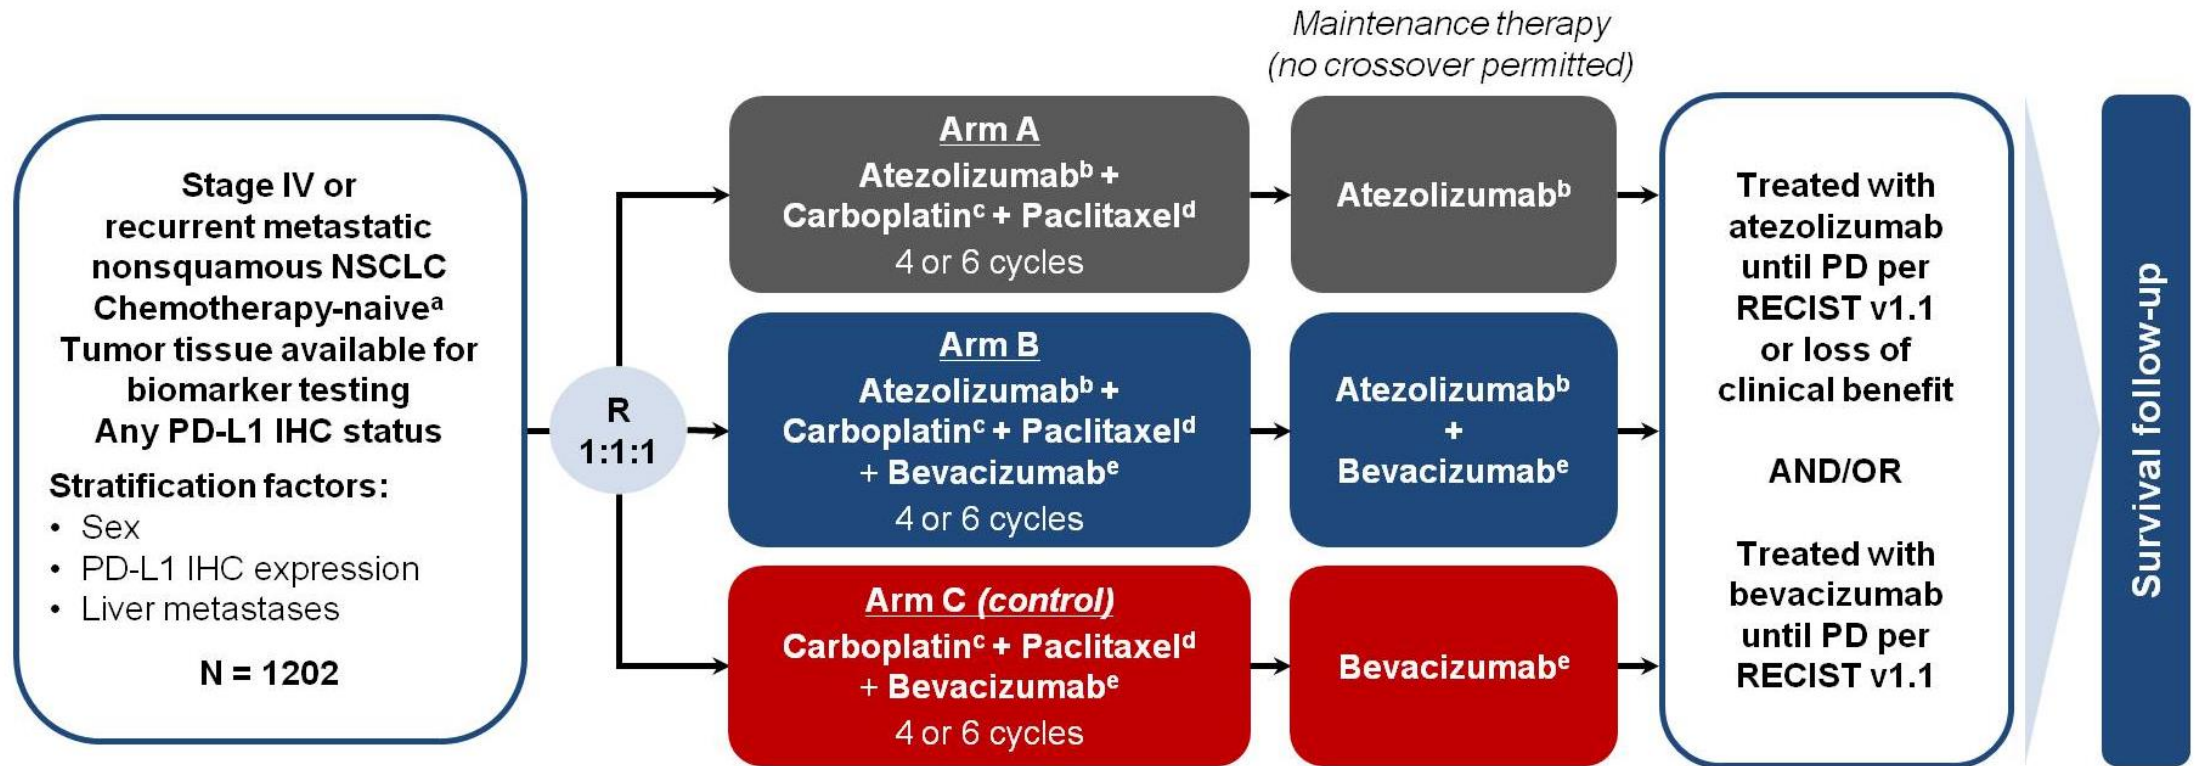 Maintenance therapy
(no crossover permitted)
Stage IV or
recurrent metastatic
nonsquamous NSCLC
Chemotherapy-naiveᵃ
Tumor tissue available for
biomarker testing
Any PD-L1 IHC status
Stratification factors:
• Sex
• PD-L1 IHC expression
• Liver metastases
N = 1202
R
1:1:1
Arm A
Atezolizumabᵇ +
Carboplatinᶜ + Paclitaxelᵈ
4 or 6 cycles
Atezolizumabᵇ
Arm B
Atezolizumabᵇ +
Carboplatinᶜ + Paclitaxelᵈ
+ Bevacizumabᵉ
4 or 6 cycles
Atezolizumabᵇ
+
Bevacizumabᵉ
Arm C (control)
Carboplatinᶜ + Paclitaxelᵈ
+ Bevacizumabᵉ
4 or 6 cycles
Bevacizumabᵉ
Treated with
atezolizumab
until PD per
RECIST v1.1
or loss of
clinical benefit
AND/OR
Treated with
bevacizumab
until PD per
RECIST v1.1
Survival follow-up